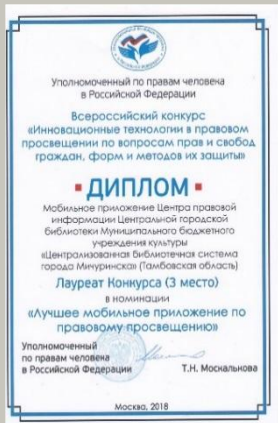 Уполномоченный по правам человека
в Российской Федерации
Всероссийский конкурс
«Инновационные технологии в правовом
просвещении по вопросам прав и свобод
граждан, форм и методов их защиты»
ДИПЛОМ
Мобильное приложение Центра правовой
информации Центральной городской
библиотеки Муниципального бюджетного
учреждения культуры
«Централизованная библиотечная система
города Мичуринска» (Тамбовская область)
Лауреат Конкурса (3 место)
в номинации
«Лучшее мобильное приложение по
правовому просвещению»
Уполномоченный
по правам человека
в Российской Федерации
Т.Н. Москалькова
Москва, 2018